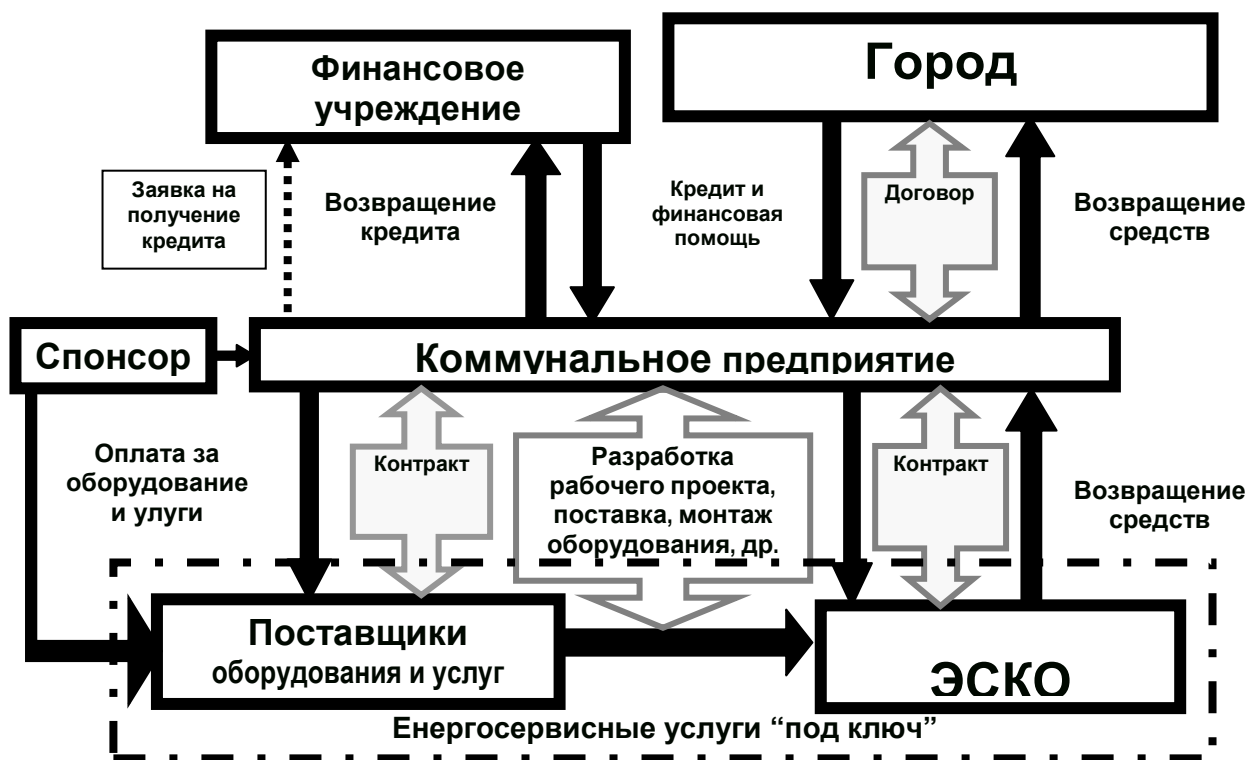 Финансовое
учреждение
Город
Заявка на
получение
кредита
Возвращение
кредита
Кредит и
финансовая
помощь
Договор
Возвращение
средств
Спонсор
Коммунальное предприятие
Оплата за
оборудование
и улуги
Контракт
Разработка
рабочего проекта,
поставка, монтаж
оборудования, др.
Контракт
Возвращение
средств
Поставщики
оборудования и услуг
ЭСКО
Енергосервисные услуги “под ключ”